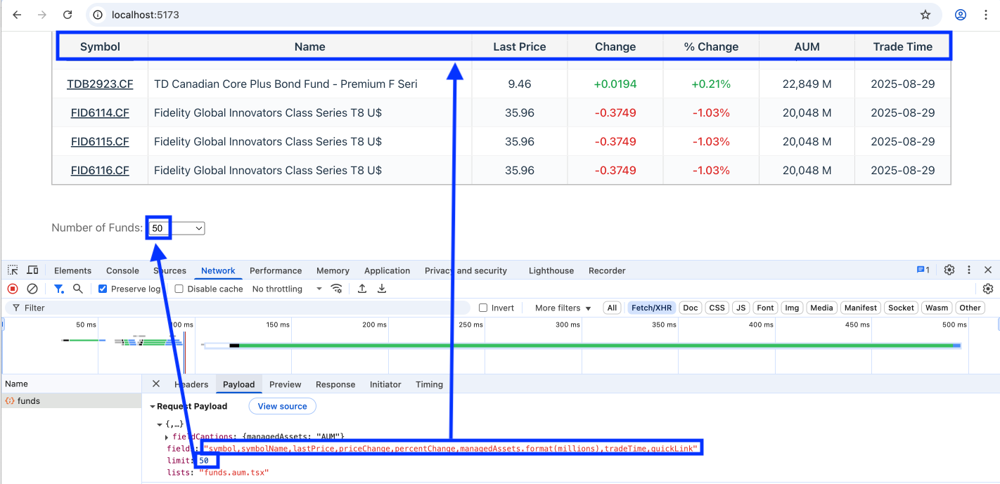 localhost:5173
Symbol Name Last Price Change % Change AUM Trade Time
TDB2923.CF TD Canadian Core Plus Bond Fund - Premium F Seri 9.46 +0.0194 +0.21% 22,849 M 2025-08-29
FID6114.CF Fidelity Global Innovators Class Series T8 U$ 35.96 -0.3749 -1.03% 20,048 M 2025-08-29
FID6115.CF Fidelity Global Innovators Class Series T8 U$ 35.96 -0.3749 -1.03% 20,048 M 2025-08-29
FID6116.CF Fidelity Global Innovators Class Series T8 U$ 35.96 -0.3749 -1.03% 20,048 M 2025-08-29
Number of Funds: 50
Elements Console Sources Network Performance Memory Application Privacy and security Lighthouse Recorder 1
Preserve log Disable cache No throttling
Filter Invert More filters All Fetch/XHR Doc CSS JS Font Img Media Manifest Socket Wasm Other
50 ms 100 ms 150 ms 200 ms 250 ms 300 ms 350 ms 400 ms 450 ms 500 ms
Name Headers Payload Preview Response Initiator Timing
funds
Request Payload View source
{,…}
fieldCaptions: {managedAssets: "AUM"}
fields: "symbol,symbolName,lastPrice,priceChange,percentChange,managedAssets.format(millions),tradeTime,quickLink"
limit: 50
lists: "funds.aum.tsx"